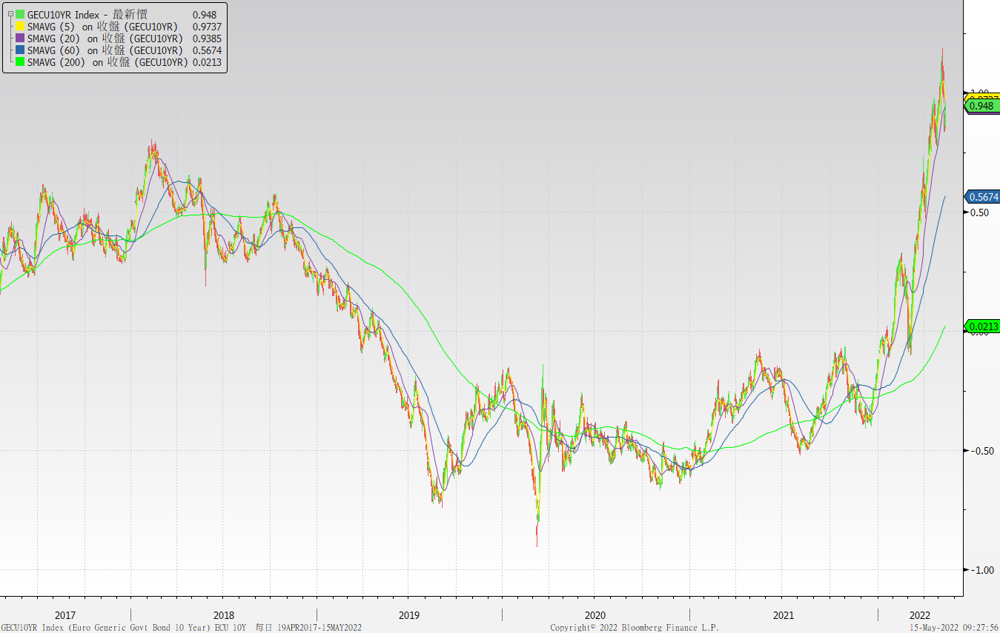 GECU10YR Index - 最新價 0.948
SMAVG (5) on 收盤 (GECU10YR) 0.9737
SMAVG (20) on 收盤 (GECU10YR) 0.9385
SMAVG (60) on 收盤 (GECU10YR) 0.5674
SMAVG (200) on 收盤 (GECU10YR) 0.0213
1.00
0.9737
0.948
0.5674
0.50
0.0213
0.00
-0.50
-1.00
2017 2018 2019 2020 2021 2022
GECU10YR Index (Euro Generic Govt Bond 10 Year) ECU 10Y 每日 19APR2017-15MAY2022 Copyright© 2022 Bloomberg Finance L.P. 15-May-2022 09:27:56